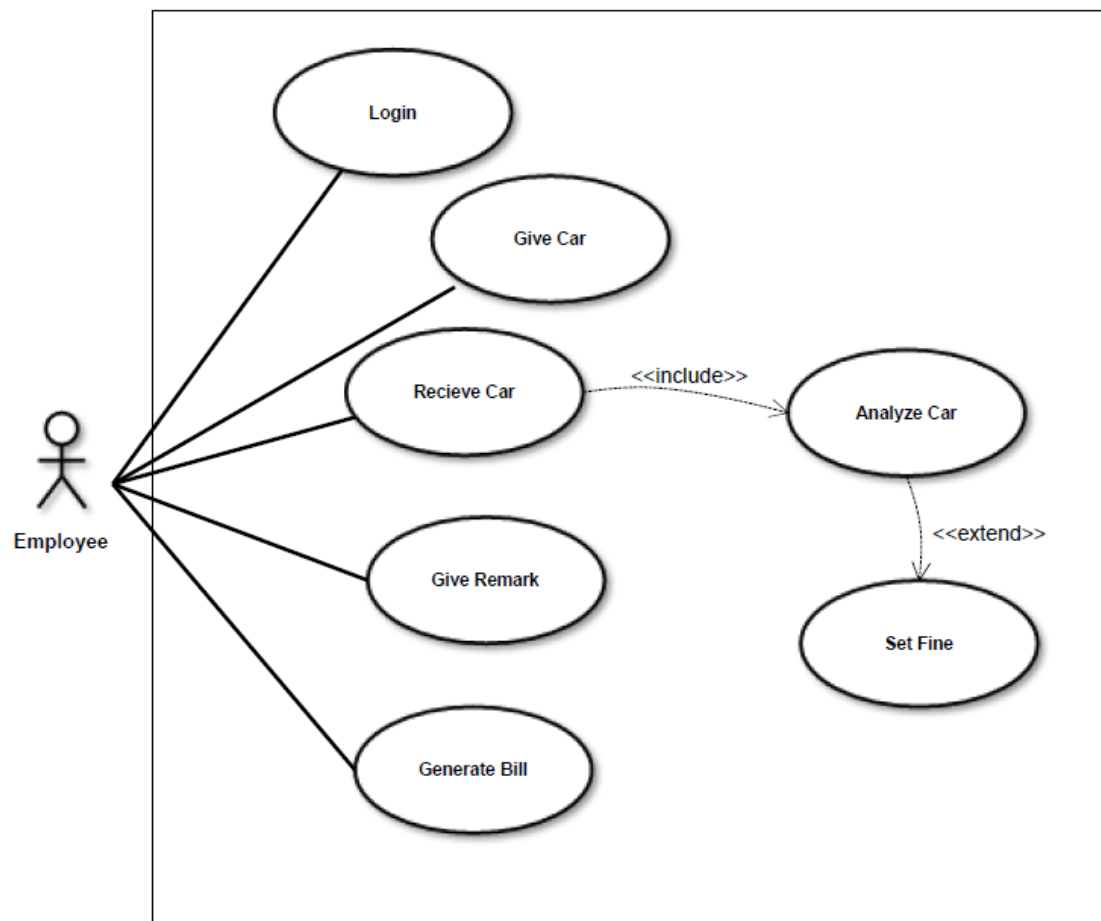 Login
Give Car
Recieve Car
<<include>>
Analyze Car
Employee
<<extend>>
Give Remark
Set Fine
Generate Bill